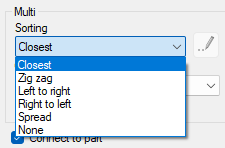 Multi
Sorting
Closest
Closest
Zig zag
Left to right
Right to left
Spread
None
Connect to part